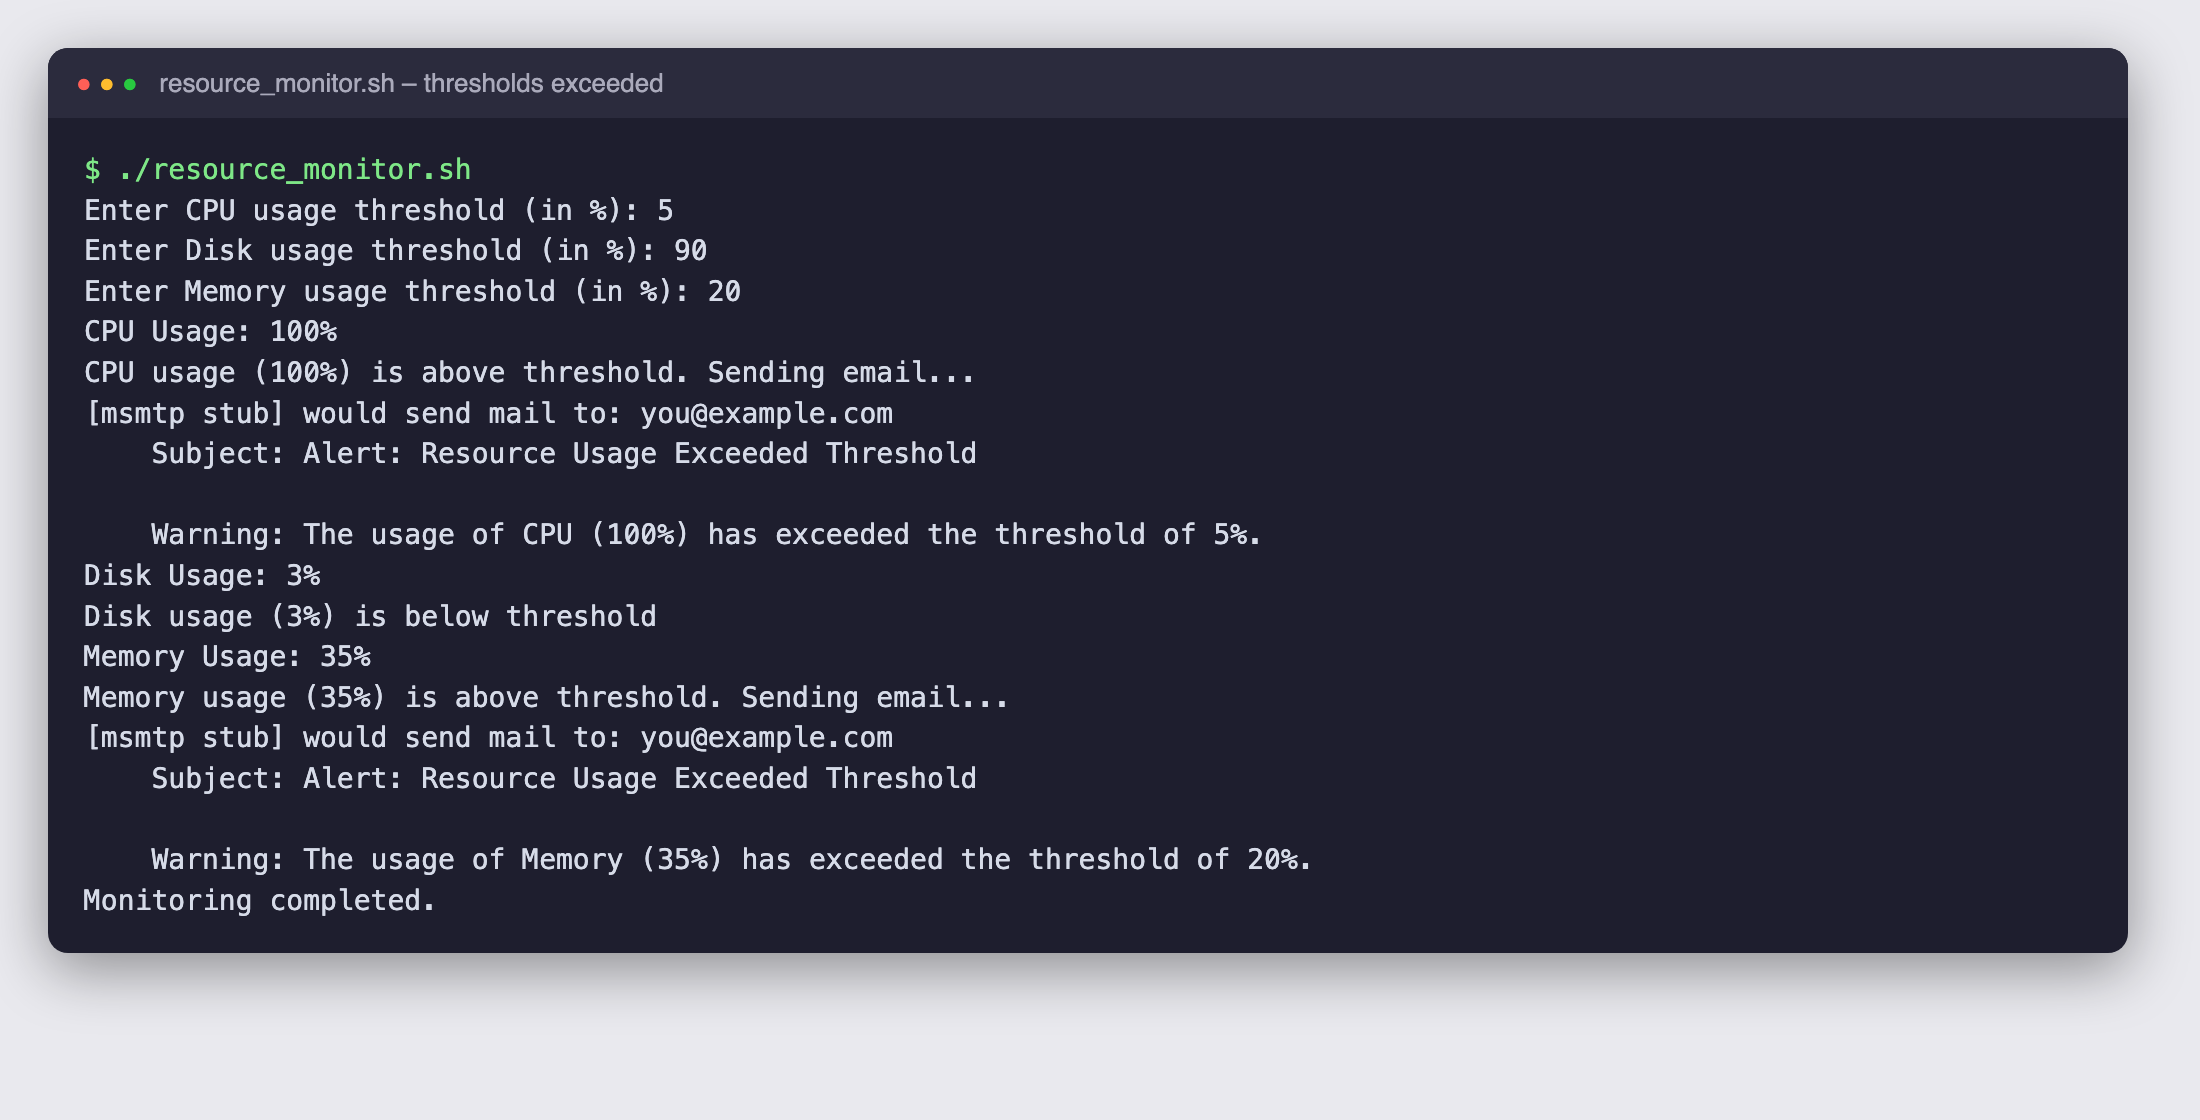 resource_monitor.sh – thresholds exceeded
$ ./resource_monitor.sh
Enter CPU usage threshold (in %): 5
Enter Disk usage threshold (in %): 90
Enter Memory usage threshold (in %): 20
CPU Usage: 100%
CPU usage (100%) is above threshold. Sending email...
[msmtp stub] would send mail to: you@example.com
    Subject: Alert: Resource Usage Exceeded Threshold

    Warning: The usage of CPU (100%) has exceeded the threshold of 5%.
Disk Usage: 3%
Disk usage (3%) is below threshold
Memory Usage: 35%
Memory usage (35%) is above threshold. Sending email...
[msmtp stub] would send mail to: you@example.com
    Subject: Alert: Resource Usage Exceeded Threshold

    Warning: The usage of Memory (35%) has exceeded the threshold of 20%.
Monitoring completed.